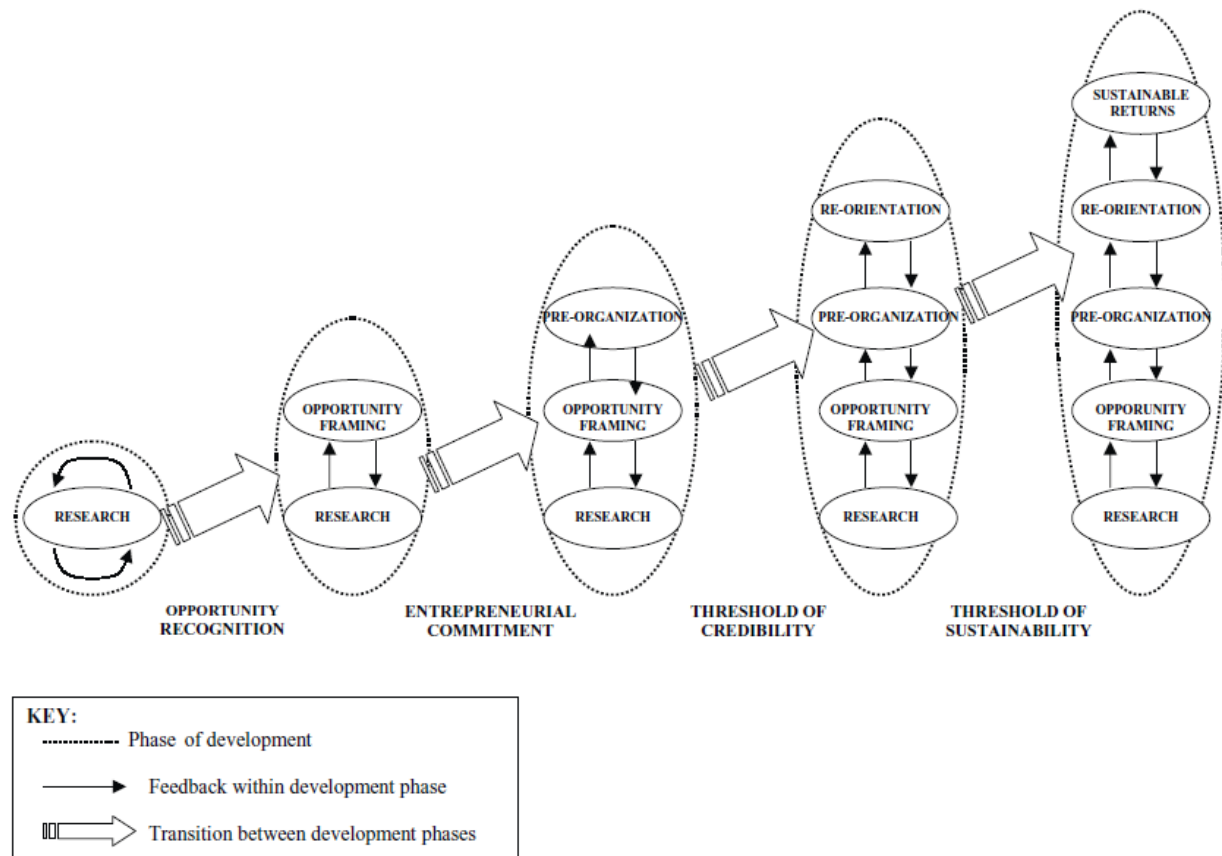 RESEARCH
OPPORTUNITY
FRAMING
RESEARCH
PRE-ORGANIZATION
OPPORTUNITY
FRAMING
RESEARCH
RE-ORIENTATION
PRE-ORGANIZATION
OPPORTUNITY
FRAMING
RESEARCH
SUSTAINABLE
RETURNS
RE-ORIENTATION
PRE-ORGANIZATION
OPPORUNITY
FRAMING
RESEARCH
OPPORTUNITY
RECOGNITION
ENTREPRENEURIAL
COMMITMENT
THRESHOLD OF
CREDIBILITY
THRESHOLD OF
SUSTAINABILITY
KEY:
Phase of development
Feedback within development phase
Transition between development phases